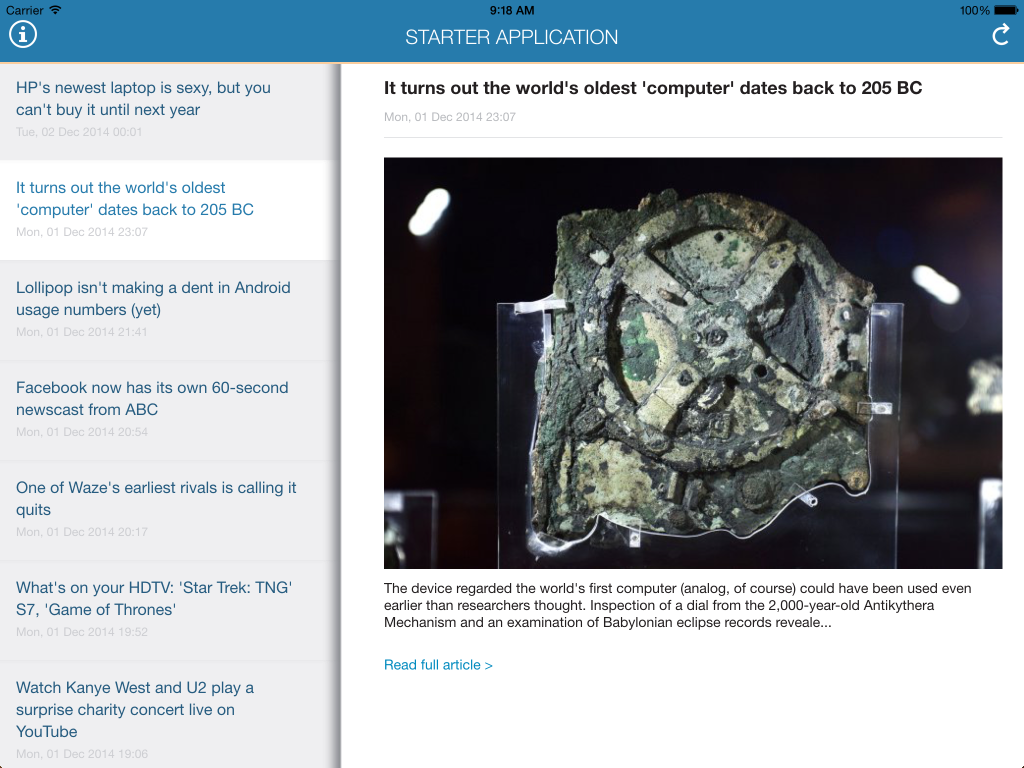 Carrier
9:18 AM
100%
STARTER APPLICATION
HP's newest laptop is sexy, but you
can't buy it until next year
Tue, 02 Dec 2014 00:01
It turns out the world's oldest
'computer' dates back to 205 BC
Mon, 01 Dec 2014 23:07
Lollipop isn't making a dent in Android
usage numbers (yet)
Mon, 01 Dec 2014 21:41
Facebook now has its own 60-second
newscast from ABC
Mon, 01 Dec 2014 20:54
One of Waze's earliest rivals is calling it
quits
Mon, 01 Dec 2014 20:17
What's on your HDTV: 'Star Trek: TNG'
S7, 'Game of Thrones'
Mon, 01 Dec 2014 19:52
Watch Kanye West and U2 play a
surprise charity concert live on
YouTube
Mon, 01 Dec 2014 19:06
It turns out the world's oldest 'computer' dates back to 205 BC
Mon, 01 Dec 2014 23:07
The device regarded the world's first computer (analog, of course) could have been used even
earlier than researchers thought. Inspection of a dial from the 2,000-year-old Antikythera
Mechanism and an examination of Babylonian eclipse records reveale...
Read full article >